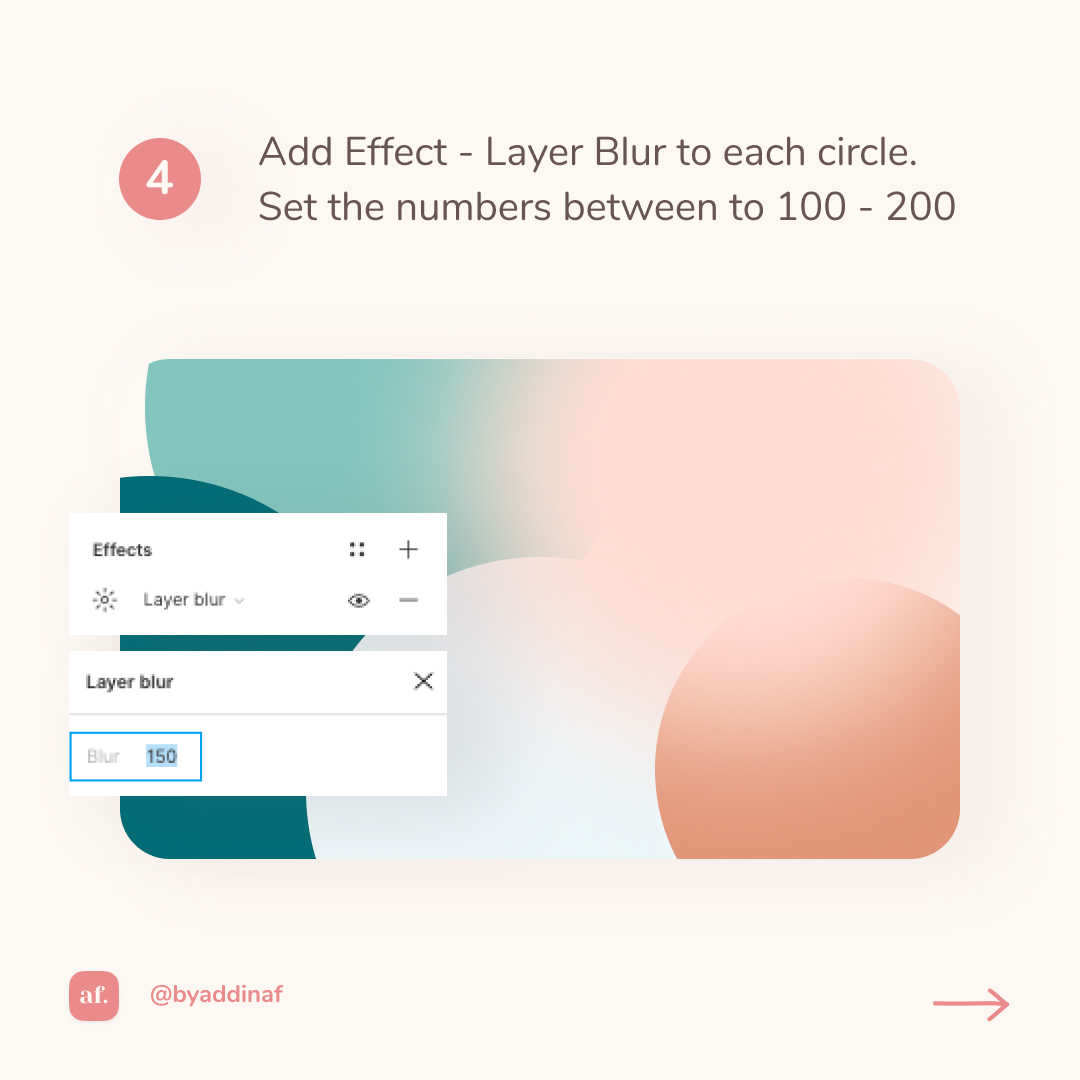 4
Add Effect - Layer Blur to each circle.
Set the numbers between to 100 - 200
Effects
Layer blur
Layer blur
Blur 150
af.
@byaddinaf